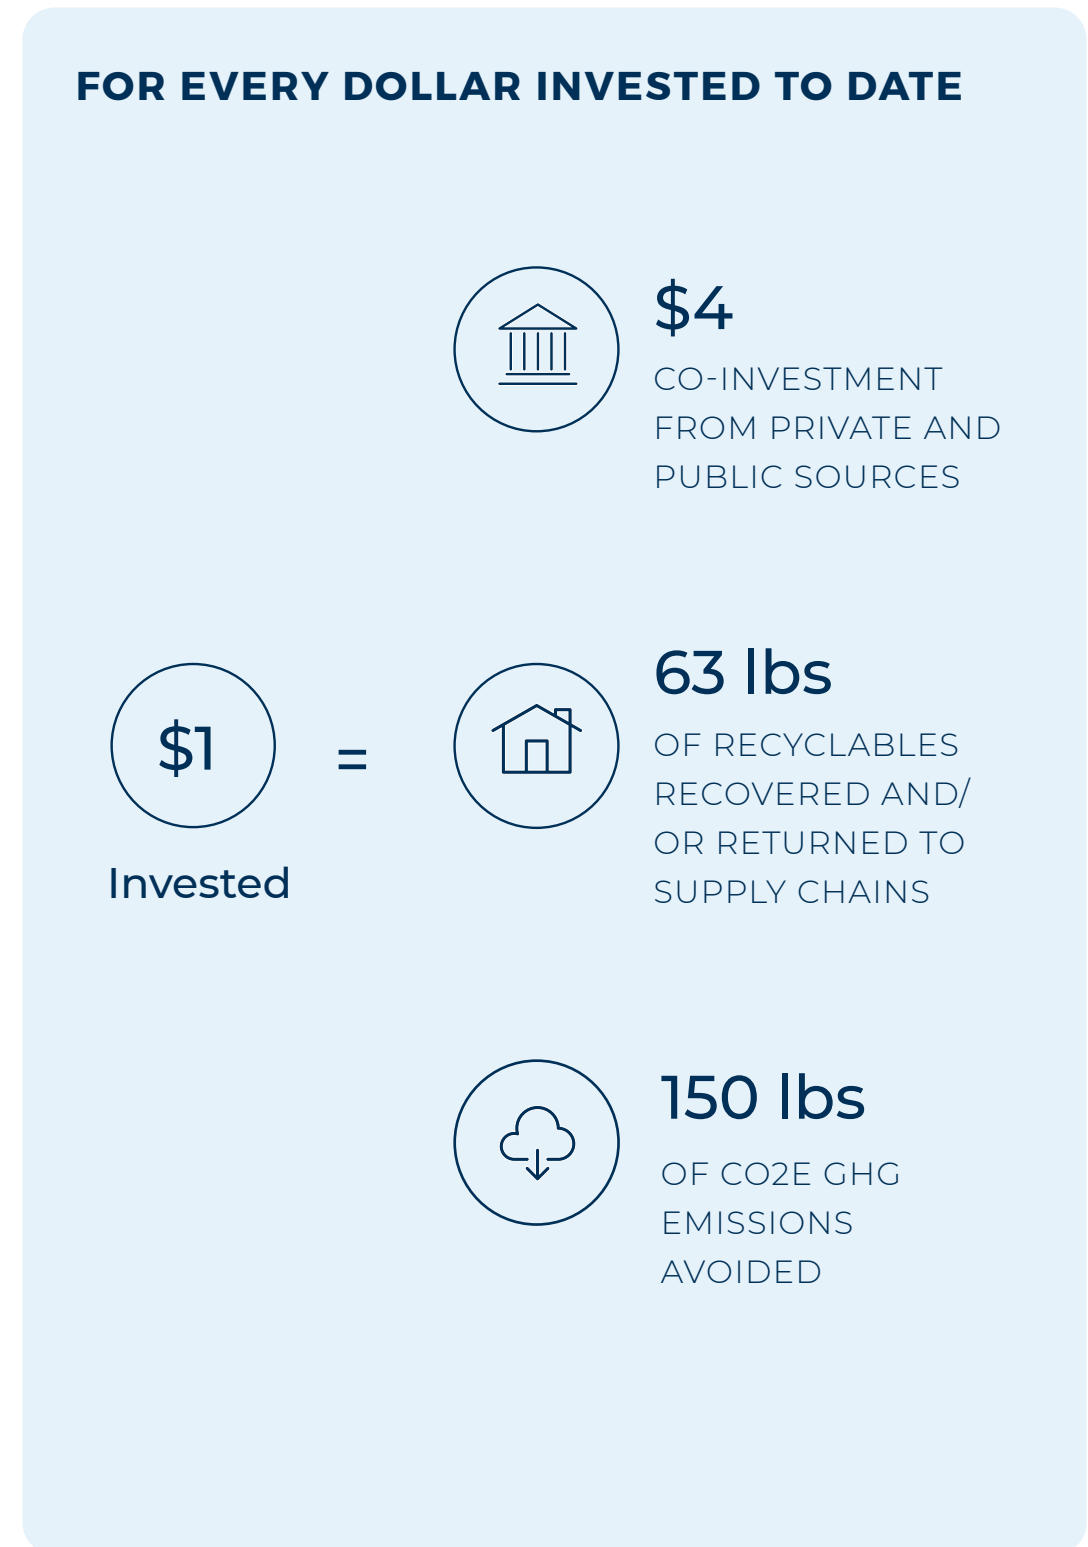 FOR EVERY DOLLAR INVESTED TO DATE
$4
CO-INVESTMENT
FROM PRIVATE AND
PUBLIC SOURCES
$1
=
Invested
63 lbs
OF RECYCLABLES
RECOVERED AND/
OR RETURNED TO
SUPPLY CHAINS
150 lbs
OF CO2E GHG
EMISSIONS
AVOIDED